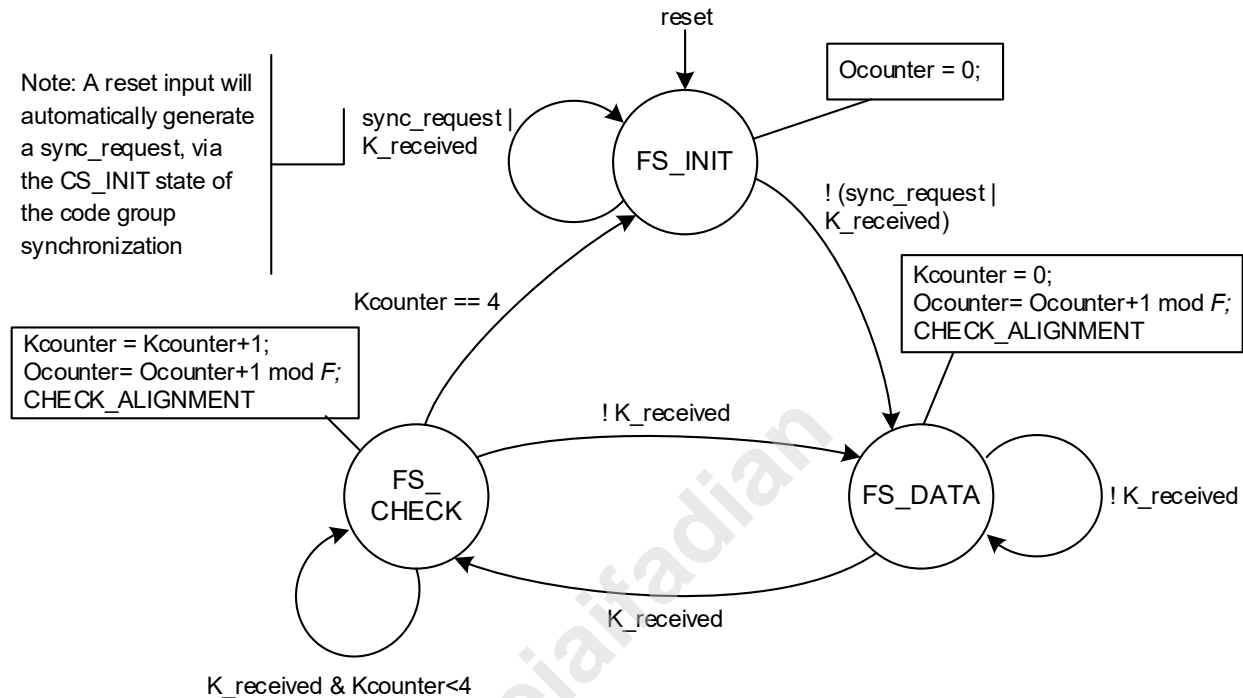 reset
Ocounter = 0;
Note: A reset input will
automatically generate
a sync_request, via
the CS_INIT state of
the code group
synchronization
sync_request |
K_received
FS_INIT
! (sync_request |
K_received)
Kcounter = 0;
Ocounter= Ocounter+1 mod F;
CHECK_ALIGNMENT
Kcounter == 4
Kcounter = Kcounter+1;
Ocounter= Ocounter+1 mod F;
CHECK_ALIGNMENT
! K_received
FS_
CHECK
FS_DATA
! K_received
K_received
K_received & Kcounter<4